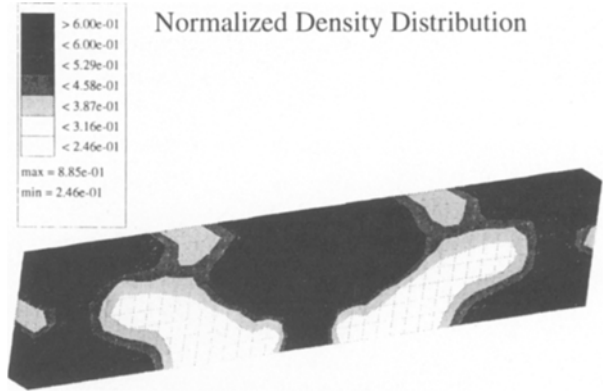 Normalized Density Distribution
> 6.00e-01
< 6.00e-01
< 5.29e-01
< 4.58e-01
< 3.87e-01
< 3.16e-01
< 2.46e-01
max = 8.85e-01
min = 2.46e-01